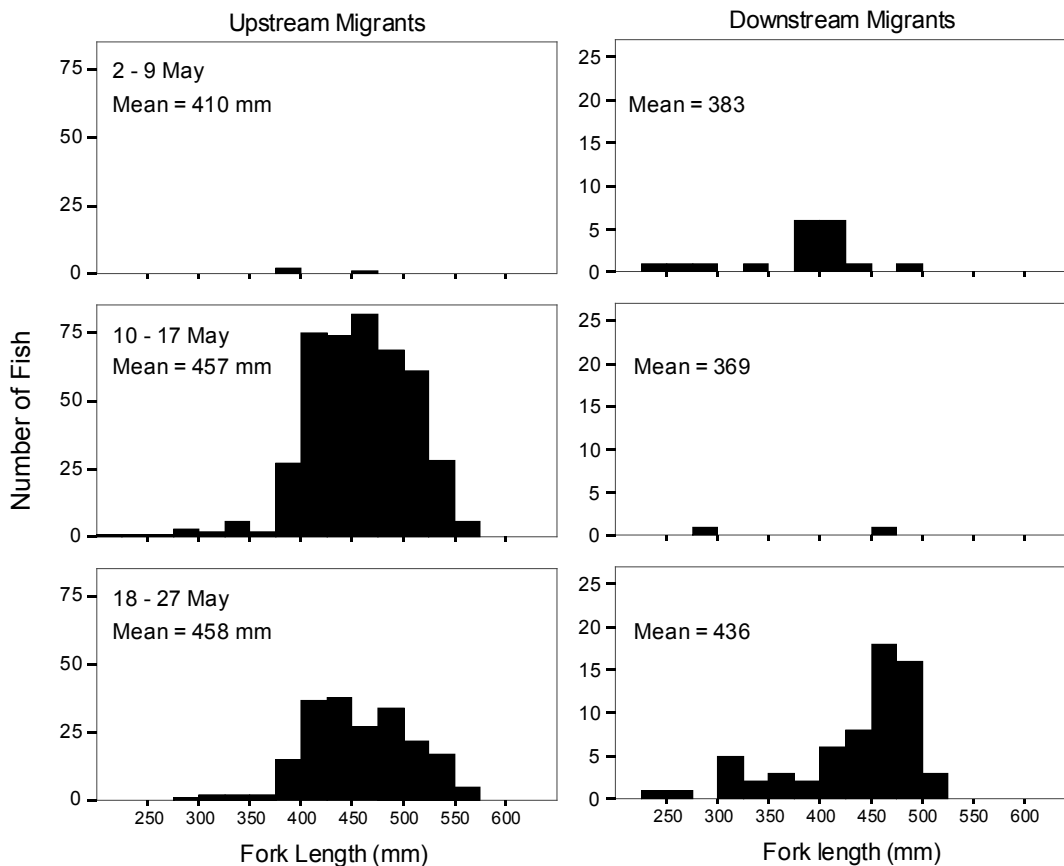 Upstream Migrants
Downstream Migrants
75
50
25
0
2 - 9 May
Mean = 410 mm
25
20
15
10
5
0
Mean = 383
Number of Fish
75
50
25
0
10 - 17 May
Mean = 457 mm
25
20
15
10
5
0
Mean = 369
75
50
25
0
18 - 27 May
Mean = 458 mm
25
20
15
10
5
0
Mean = 436
250 300 350 400 450 500 550 600
250 300 350 400 450 500 550 600
Fork Length (mm)
Fork length (mm)